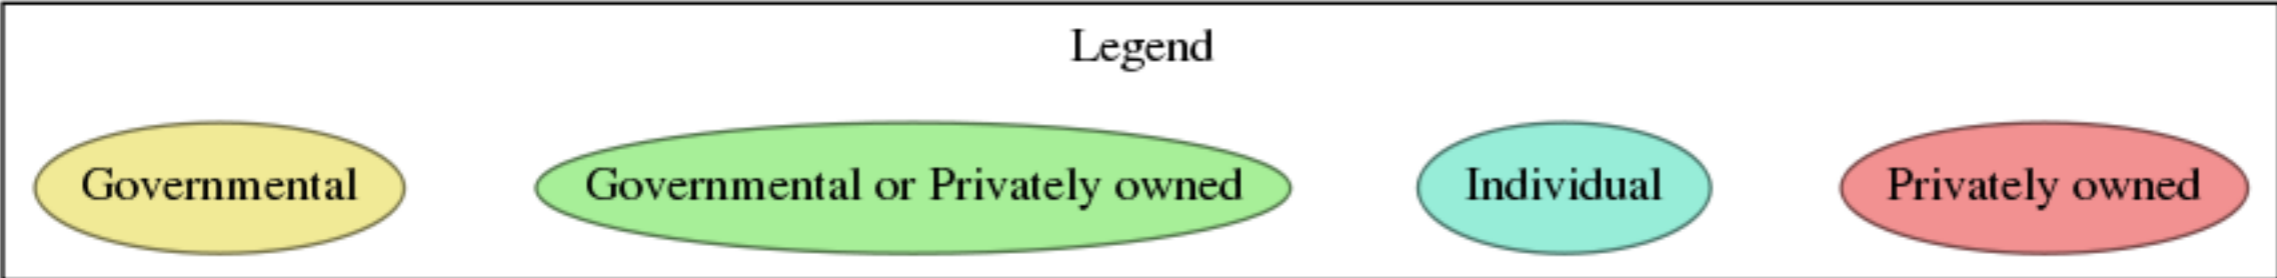 Legend
Governmental
Governmental or Privately owned
Individual
Privately owned